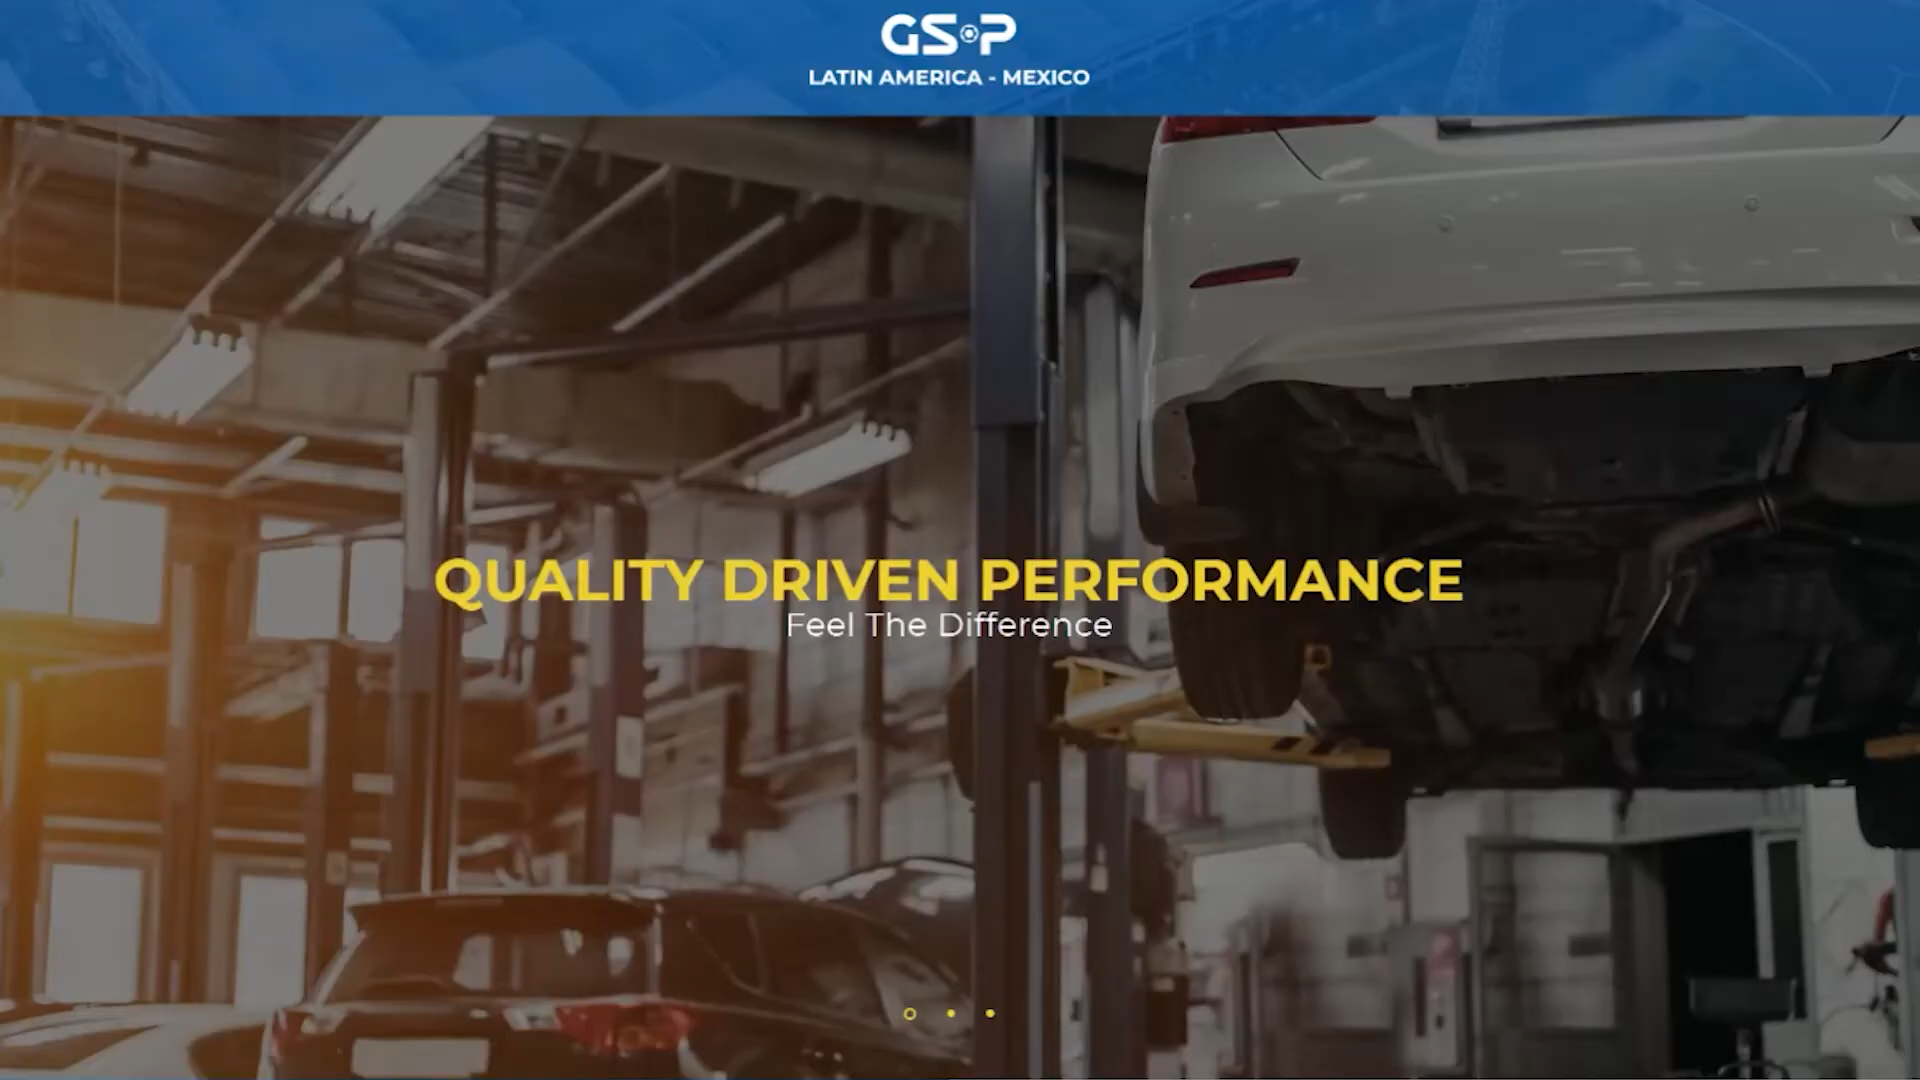 GSP
LATIN AMERICA - MEXICO
QUALITY DRIVEN PERFORMANCE
Feel The Difference